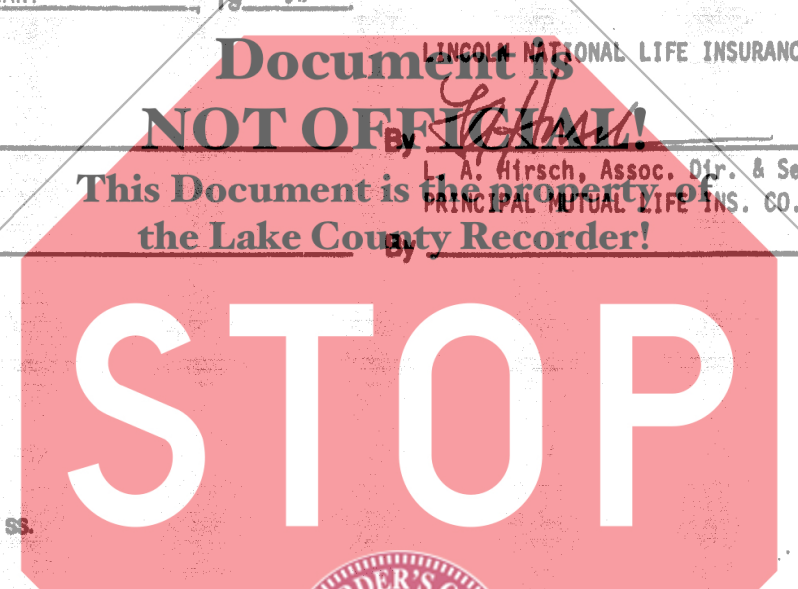 Document is
LINCOLN NATIONAL LIFE INSURANC
NOT OFFICIAL!
By
L. A. Hirsch, Assoc. Dir. & Se
This Document is the property of
PRINCIPAL MUTUAL LIFE INS. CO.
the Lake County Recorder!
By
STOP
ss.